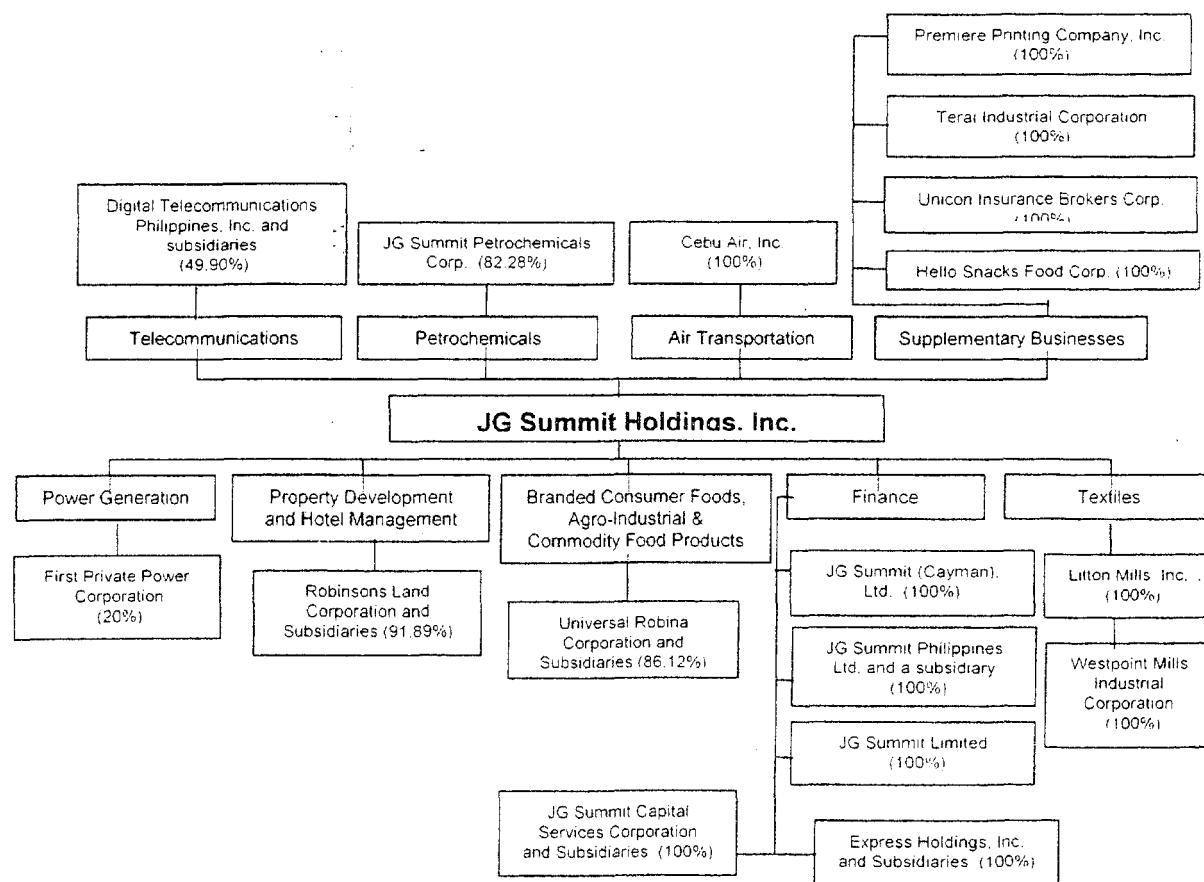 Premiere Printing Company, Inc.
(100%)
Terai Industrial Corporation
(100%)
Unicon Insurance Brokers Corp.
(100%)
Hello Snacks Food Corp. (100%)
Digital Telecommunications
Philippines, Inc. and
subsidiaries
(49.90%)
JG Summit Petrochemicals
Corp. (82.28%)
Cebu Air, Inc.
(100%)
Telecommunications
Petrochemicals
Air Transportation
Supplementary Businesses
JG Summit Holdings, Inc.
Power Generation
Property Development
and Hotel Management
Branded Consumer Foods,
Agro-Industrial &
Commodity Food Products
Finance
Textiles
First Private Power
Corporation
(20%)
Robinsons Land
Corporation and
Subsidiaries (91.89%)
Universal Robina
Corporation and
Subsidiaries (86.12%)
JG Summit (Cayman),
Ltd. (100%)
JG Summit Philippines
Ltd. and a subsidiary
(100%)
JG Summit Limited
(100%)
Litton Mills Inc.
(100%)
Westpoint Mills
Industrial
Corporation
(100%)
JG Summit Capital
Services Corporation
and Subsidiaries (100%)
Express Holdings, Inc.
and Subsidiaries (100%)